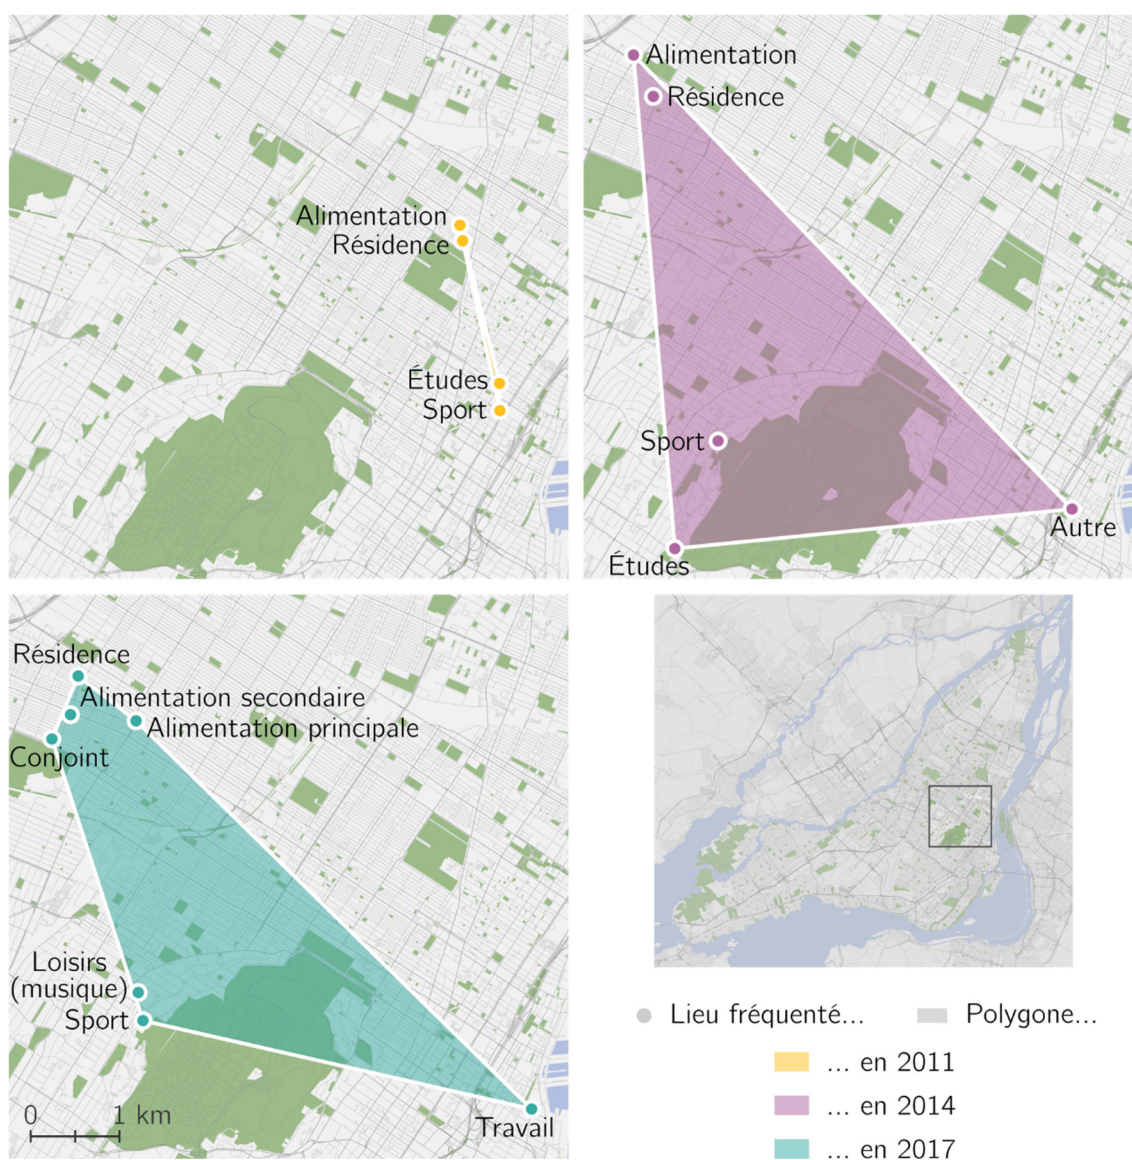 Alimentation
Résidence
Études
Sport
Alimentation
Résidence
Sport
Autre
Études
Résidence
Alimentation secondaire
Alimentation principale
Conjoint
Loisirs
(musique)
Sport
0 1 km
Travail
Lieu fréquenté... Polygone...
... en 2011
... en 2014
... en 2017